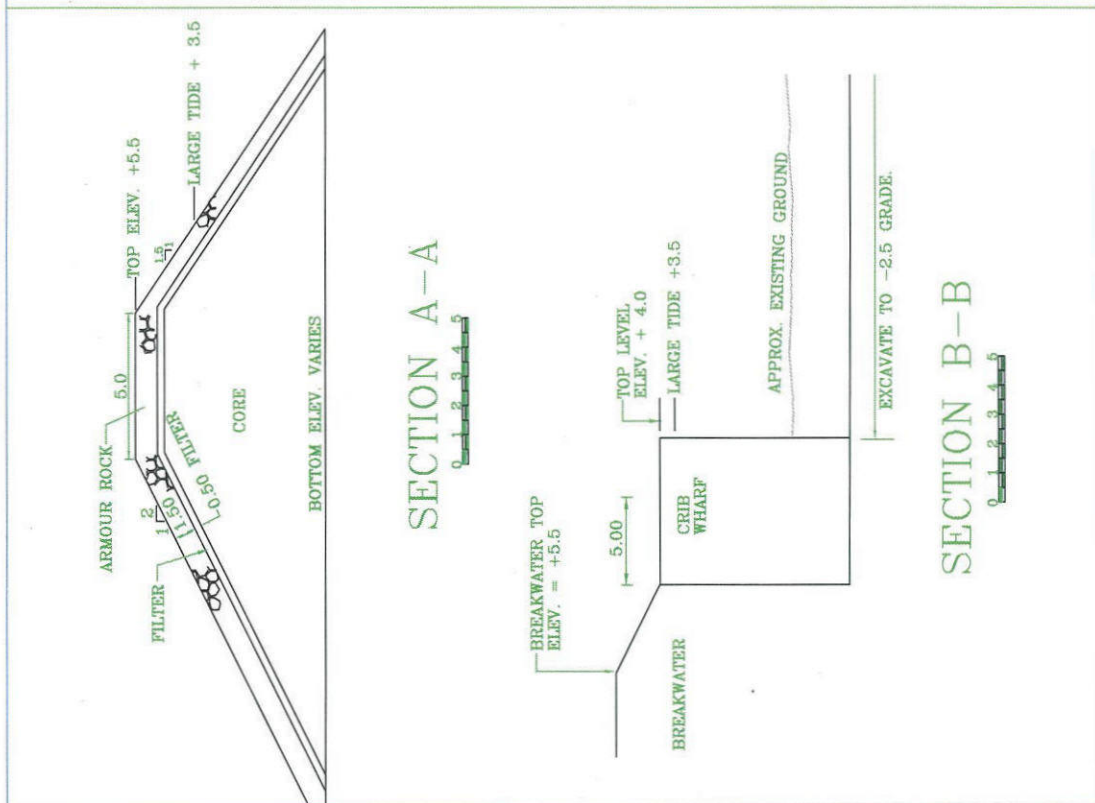 ARMOUR ROCK
5.0
TOP ELEV. +5.5
LARGE TIDE + 3.5
1.5
1
2
1
FILTER
1.50
0.50 FILTER
CORE
BOTTOM ELEV. VARIES
SECTION A-A
0 1 2 3 4 5
BREAKWATER TOP
ELEV. = +5.5
5.00
TOP LEVEL
ELEV. + 4.0
LARGE TIDE +3.5
BREAKWATER
CRIB
WHARF
APPROX. EXISTING GROUND
EXCAVATE TO -2.5 GRADE.
SECTION B-B
0 1 2 3 4 5